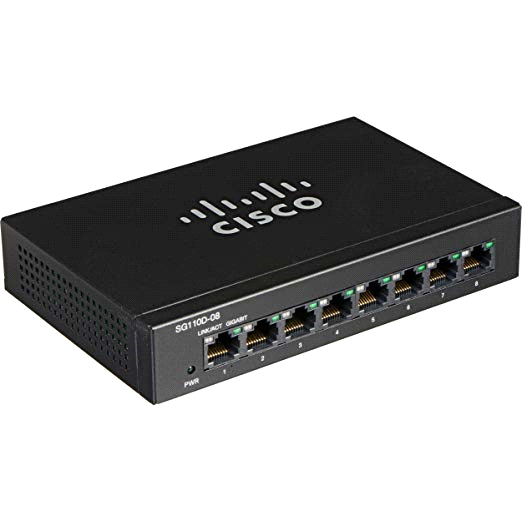 CISCO
SG110D-08
LINK/ACT GIGABIT
PWR
1 2 3 4 5 6 7 8